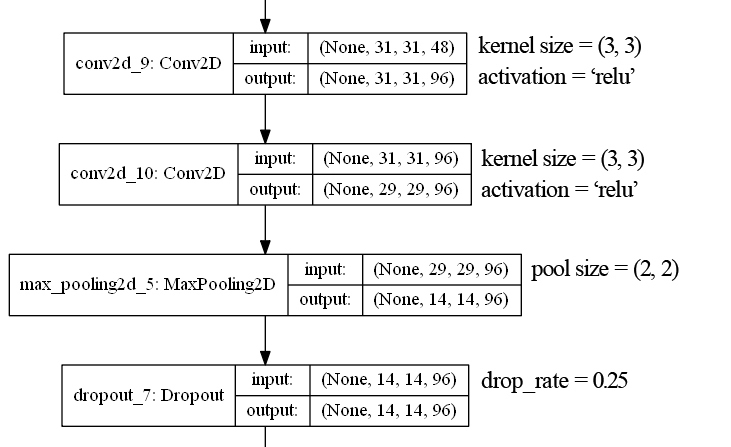 conv2d_9: Conv2D input: (None, 31, 31, 48) kernel size = (3, 3)
output: (None, 31, 31, 96) activation = ‘relu’
conv2d_10: Conv2D input: (None, 31, 31, 96) kernel size = (3, 3)
output: (None, 29, 29, 96) activation = ‘relu’
max_pooling2d_5: MaxPooling2D input: (None, 29, 29, 96) pool size = (2, 2)
output: (None, 14, 14, 96)
dropout_7: Dropout input: (None, 14, 14, 96) drop_rate = 0.25
output: (None, 14, 14, 96)